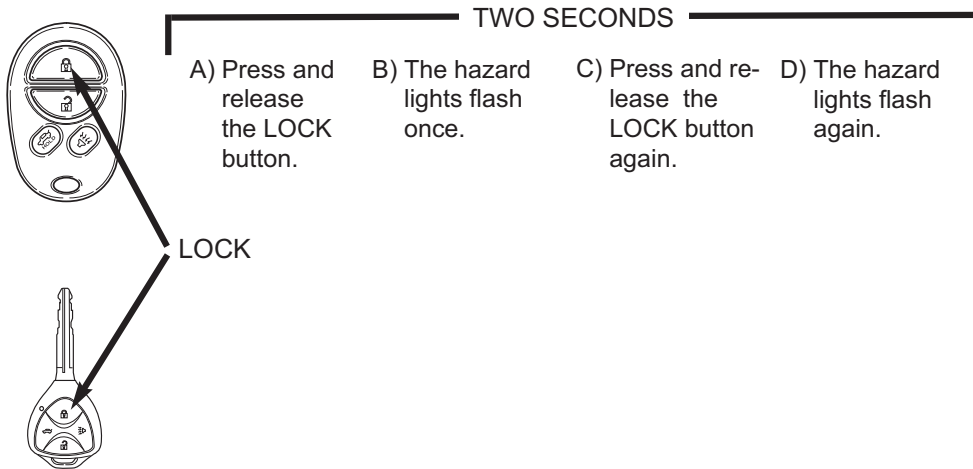 TWO SECONDS
A) Press and
release
the LOCK
button.
B) The hazard
lights flash
once.
C) Press and re-
lease the
LOCK button
again.
D) The hazard
lights flash
again.
HOLD
LOCK